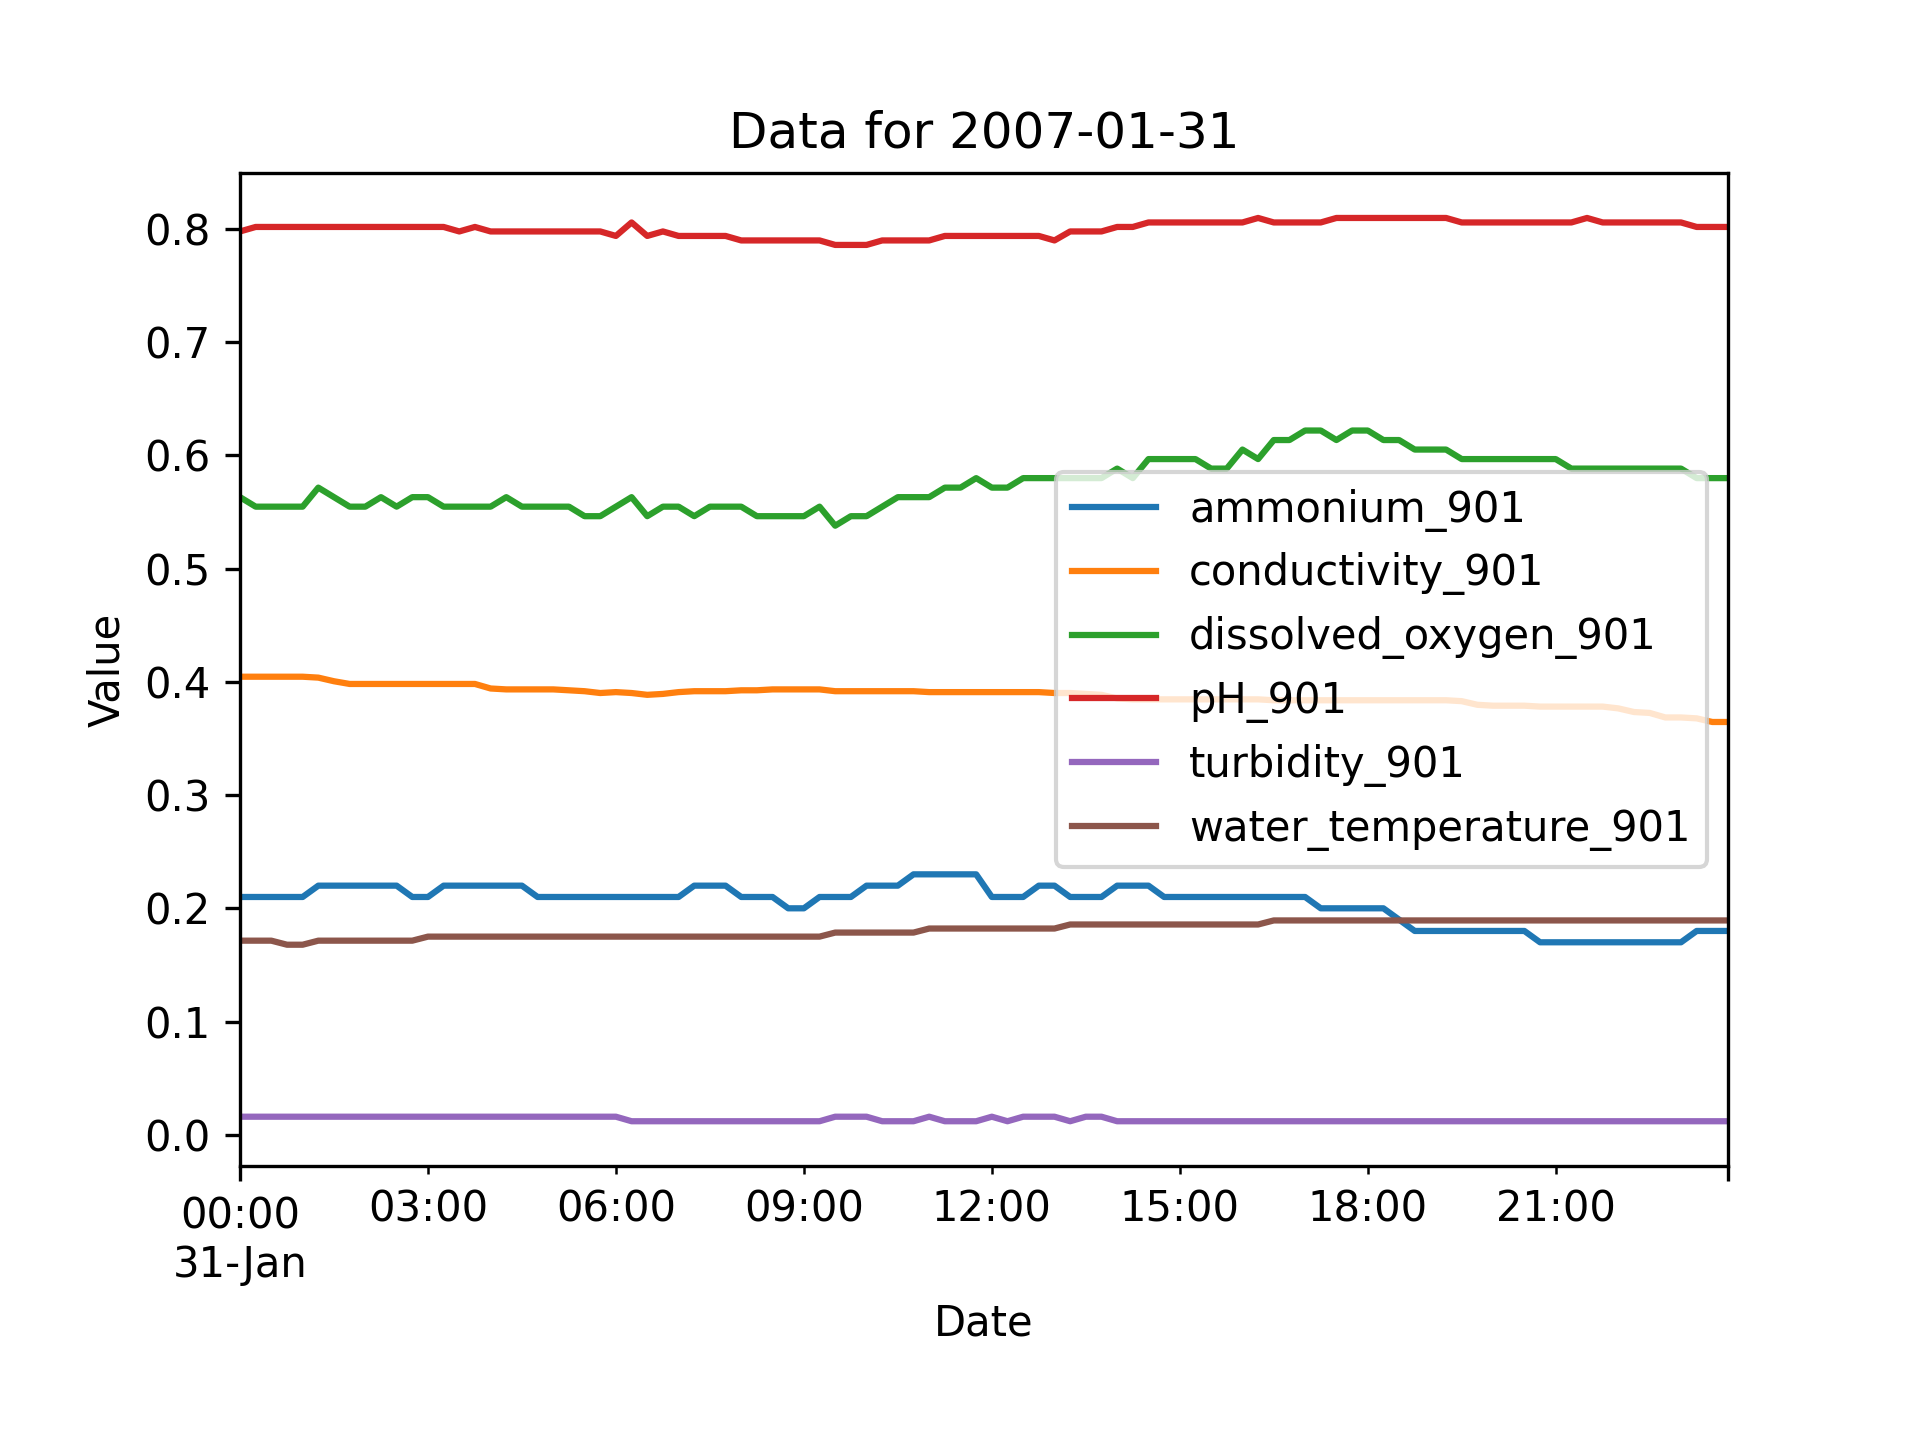 Data for 2007-01-31
0.8
0.7
0.6
0.5
0.4
0.3
0.2
0.1
0.0
Value
ammonium_901
conductivity_901
dissolved_oxygen_901
pH_901
turbidity_901
water_temperature_901
00:00 03:00 06:00 09:00 12:00 15:00 18:00 21:00
31-Jan
Date